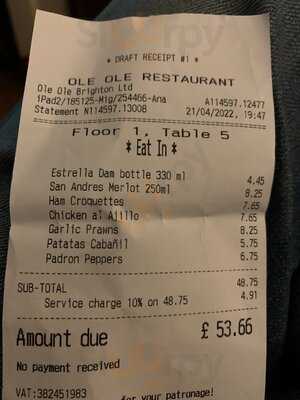 * DRAFT RECEIPT #1 *
OLE OLE RESTAURANT
Ole Ole Brighton Ltd
iPad2/185125-Mig/254466-Ana A114597.12477
Statement N114597.13008 21/04/2022, 19:47
Floor 1, Table 5
* Eat In *
Estrella Dam bottle 330 ml 4.45
San Andres Merlot 250ml 8.25
Ham Croquettes 7.65
Chicken al Ajillo 7.65
Garlic Prawns 8.25
Patatas Cabañil 5.75
Padron Peppers 6.75
SUB-TOTAL 48.75
Service charge 10% on 48.75 4.91
Amount due £ 53.66
No payment received
VAT:382451983
for your patronage!